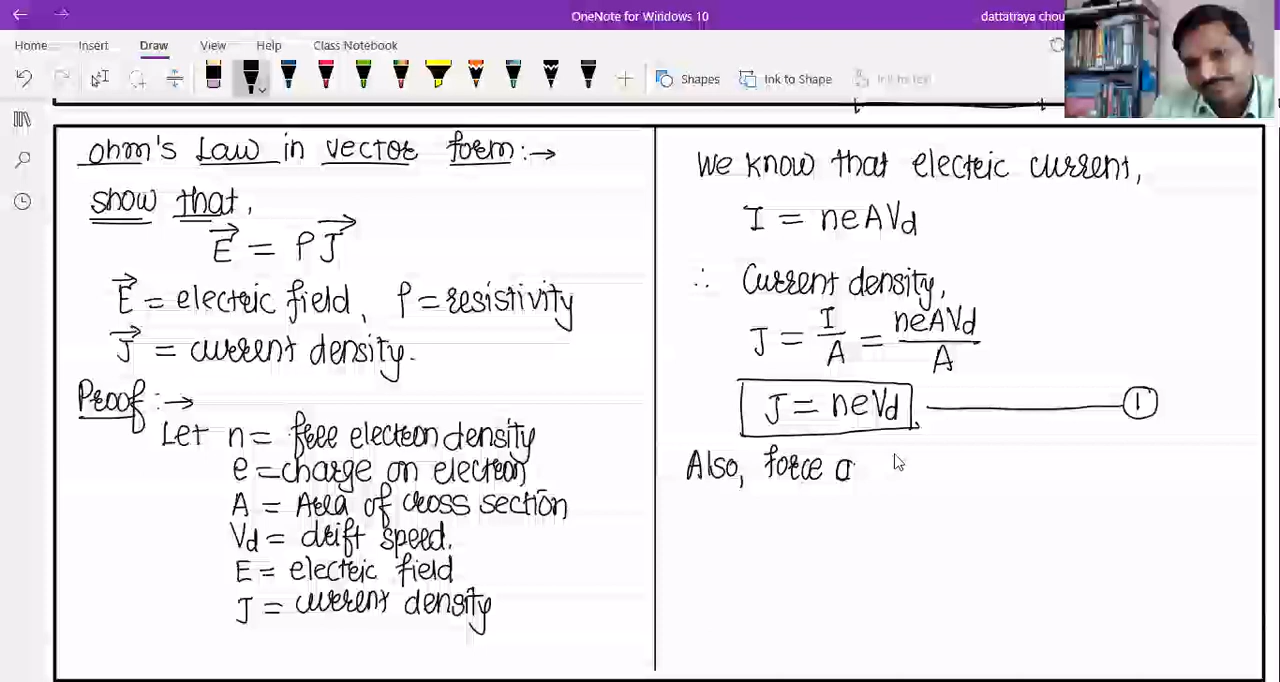 OneNote for Windows 10
dattatraya chou
Home Insert Draw View Help Class Notebook
Shapes Ink to Shape Ink to Text
ohm's Law in vector form:→
show that,
E⃗ = ρJ⃗
E⃗ = electric field, ρ = resistivity
J⃗ = current density.
Proof:→
Let n = free electron density
e = charge on electron
A = Area of cross section
Vd = drift speed.
E = electric field
J = current density
We know that electric current,
I = neAVd
∴ Current density,
J = I/A = neAVd/A
J = neVd ——— ①
Also, force a